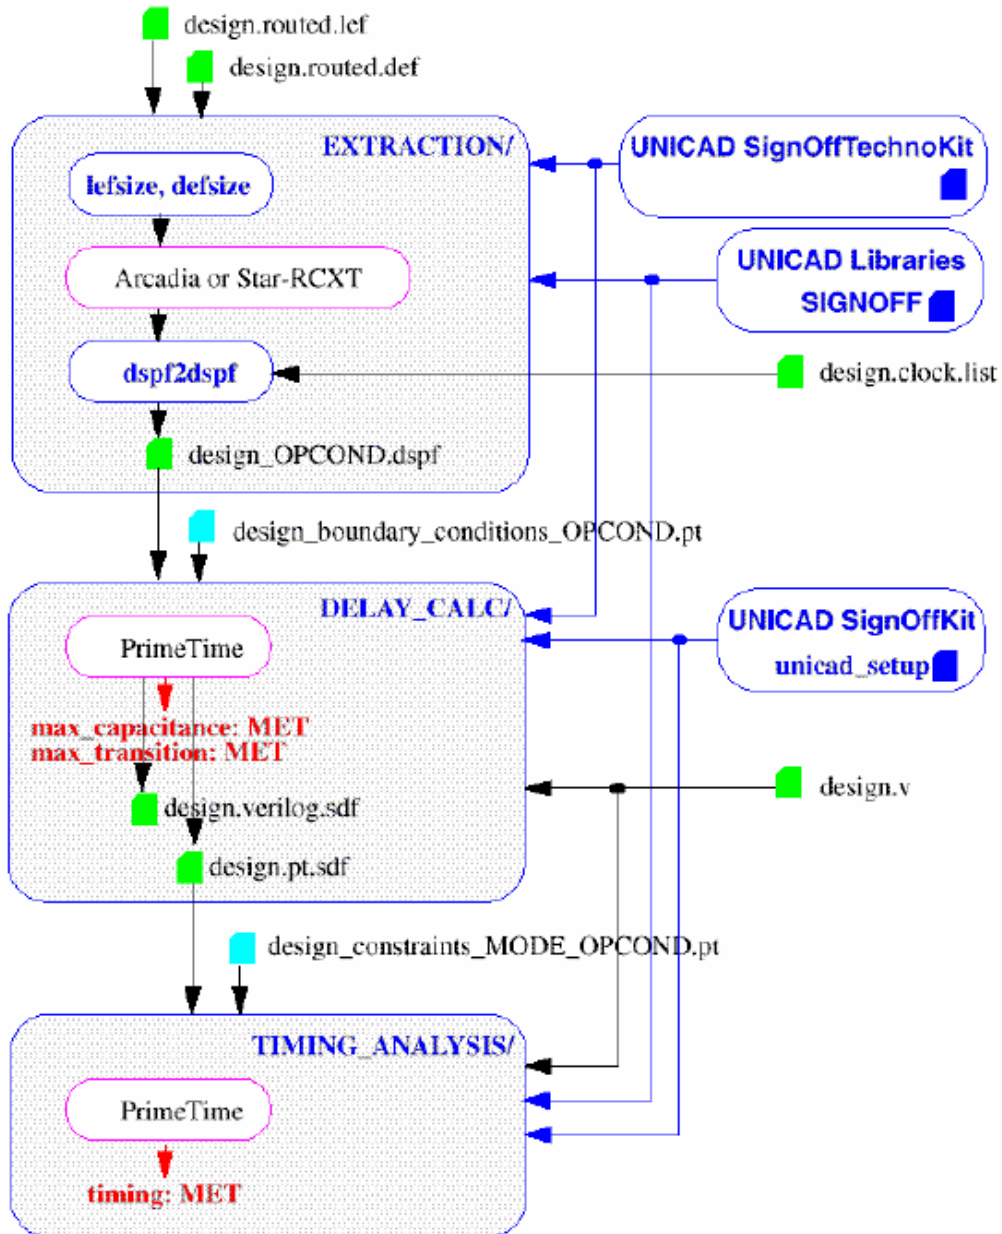 design.routed.lef
design.routed.def
EXTRACTION/
UNICAD SignOffTechnoKit
lefsize, defsize
Arcadia or Star-RCXT
UNICAD Libraries
SIGNOFF
dspf2dspf
design.clock.list
design_OPCOND.dspf
design_boundary_conditions_OPCOND.pt
DELAY_CALC/
UNICAD SignOffKit
unicad_setup
PrimeTime
max_capacitance: MET
max_transition: MET
design.v
design.verilog.sdf
design.pt.sdf
design_constraints_MODE_OPCOND.pt
TIMING_ANALYSIS/
PrimeTime
timing: MET